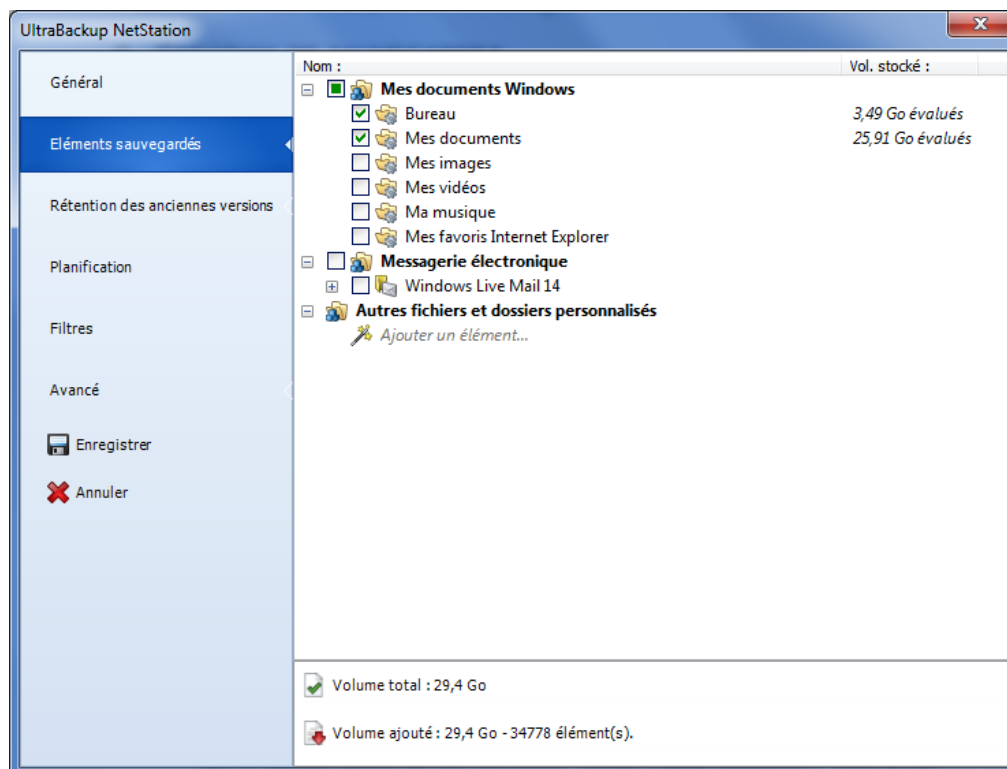 UltraBackup NetStation
Général
Eléments sauvegardés
Rétention des anciennes versions
Planification
Filtres
Avancé
Enregistrer
Annuler
Nom : Vol. stocké :
Mes documents Windows
Bureau 3,49 Go évalués
Mes documents 25,91 Go évalués
Mes images
Mes vidéos
Ma musique
Mes favoris Internet Explorer
Messagerie électronique
Windows Live Mail 14
Autres fichiers et dossiers personnalisés
Ajouter un élément...
Volume total : 29,4 Go
Volume ajouté : 29,4 Go - 34778 élément(s).